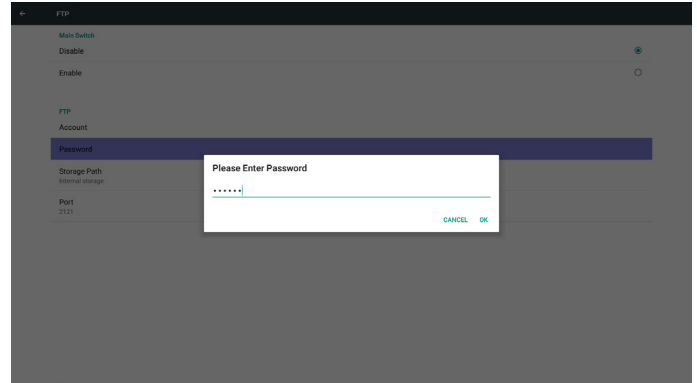 FTP
Main Switch
Disable
Enable
FTP
Account
Password
Storage Path
Internal storage
Port
2121
Please Enter Password
••••••
CANCEL OK